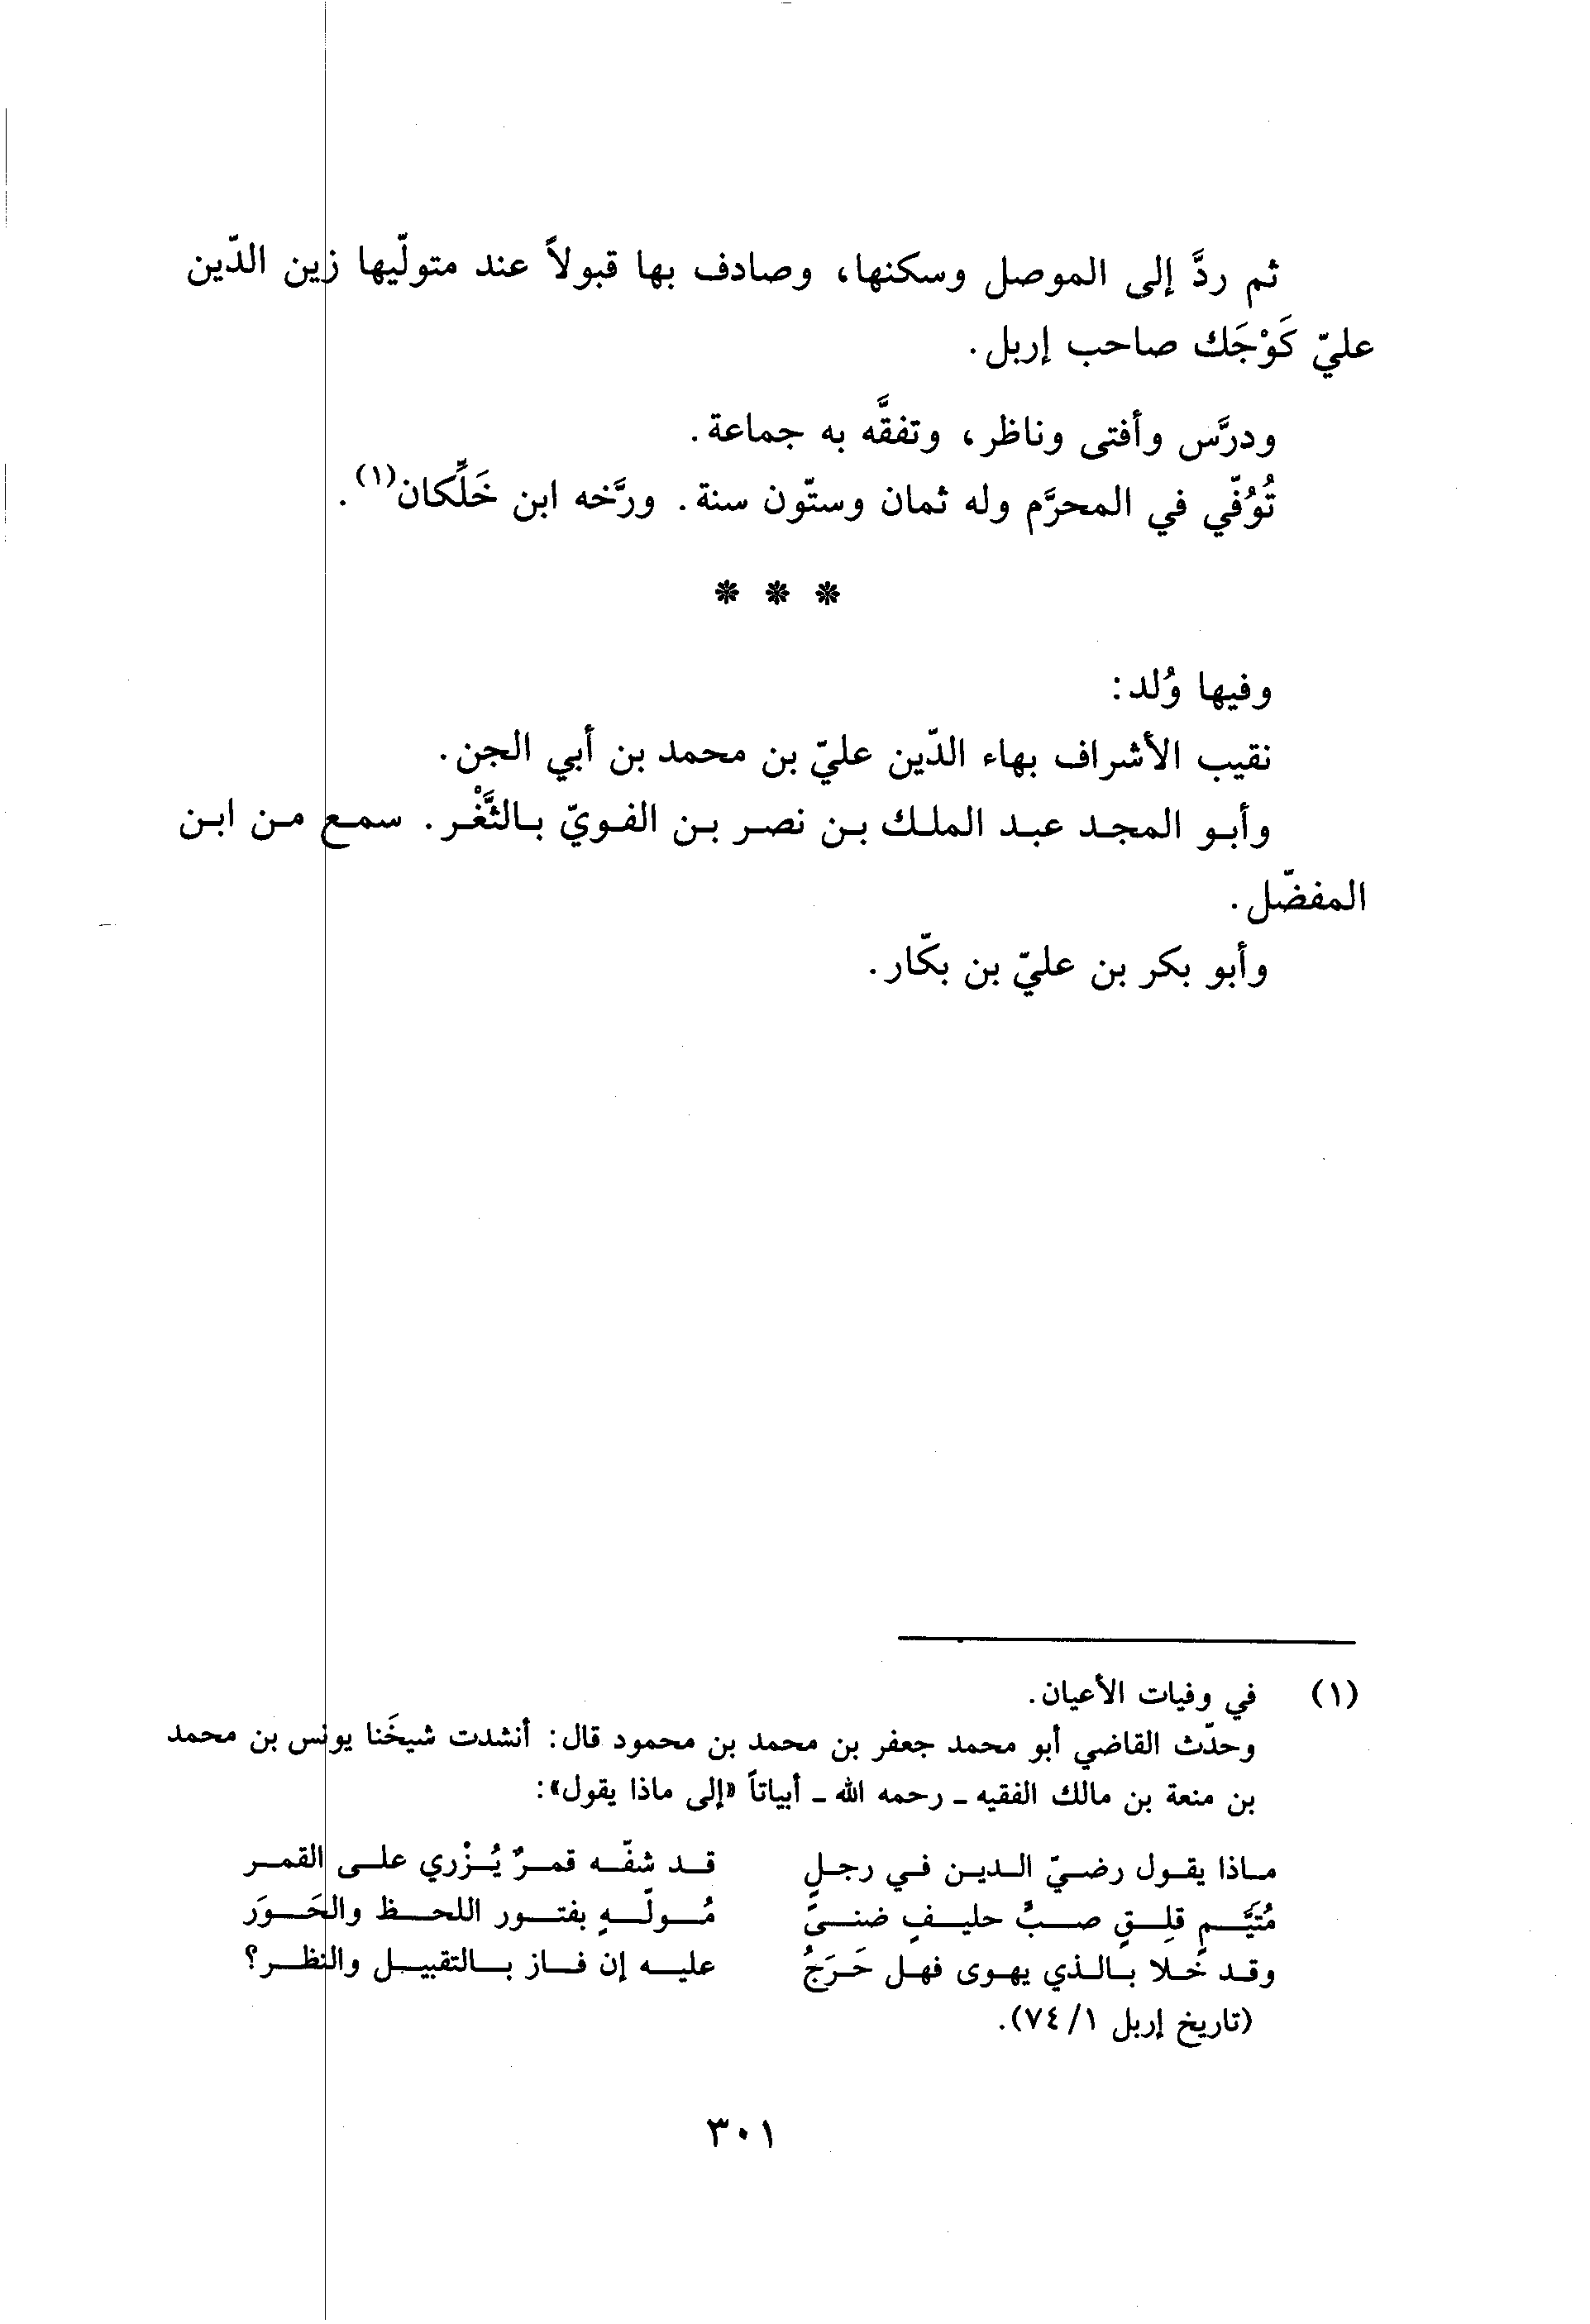 ثم ردَّ إلى الموصل وسكنها، وصادف بها قبولاً عند متولّيها زين الدّين
عليّ كَوْجَك صاحب إربل.
ودرَّس وأفتى وناظر، وتفقَّه به جماعة.
تُوُفّي في المحرَّم وله ثمان وستّون سنة. ورَّخه ابن خَلِّكان(١).
* * *
وفيها وُلد:
نقيب الأشراف بهاء الدّين عليّ بن محمد بن أبي الجن.
وأبو المجد عبد الملك بن نصر بن الفويّ بالثَّغْر. سمع من ابن
المفضّل.
وأبو بكر بن عليّ بن بكّار.
(١) في وفيات الأعيان.
وحدّث القاضي أبو محمد جعفر بن محمد بن محمود قال: أنشدت شيخَنا يونس بن محمد
بن منعة بن مالك الفقيه - رحمه الله - أبياتاً «إلى ماذا يقول»:
ماذا يقول رضيّ الدين في رجلٍ قد شفّه قمرٌ يُزْري على القمر
مُتَيَّمٍ قلِقٍ صبٍّ حليفِ ضنىً مُولّهٍ بفتور اللحظ والحَوَر
وقد خلا بالذي يهوى فهل حَرَجٌ عليه إن فاز بالتقبيل والنظر؟
(تاريخ إربل ١/ ٧٤).
٣٠١